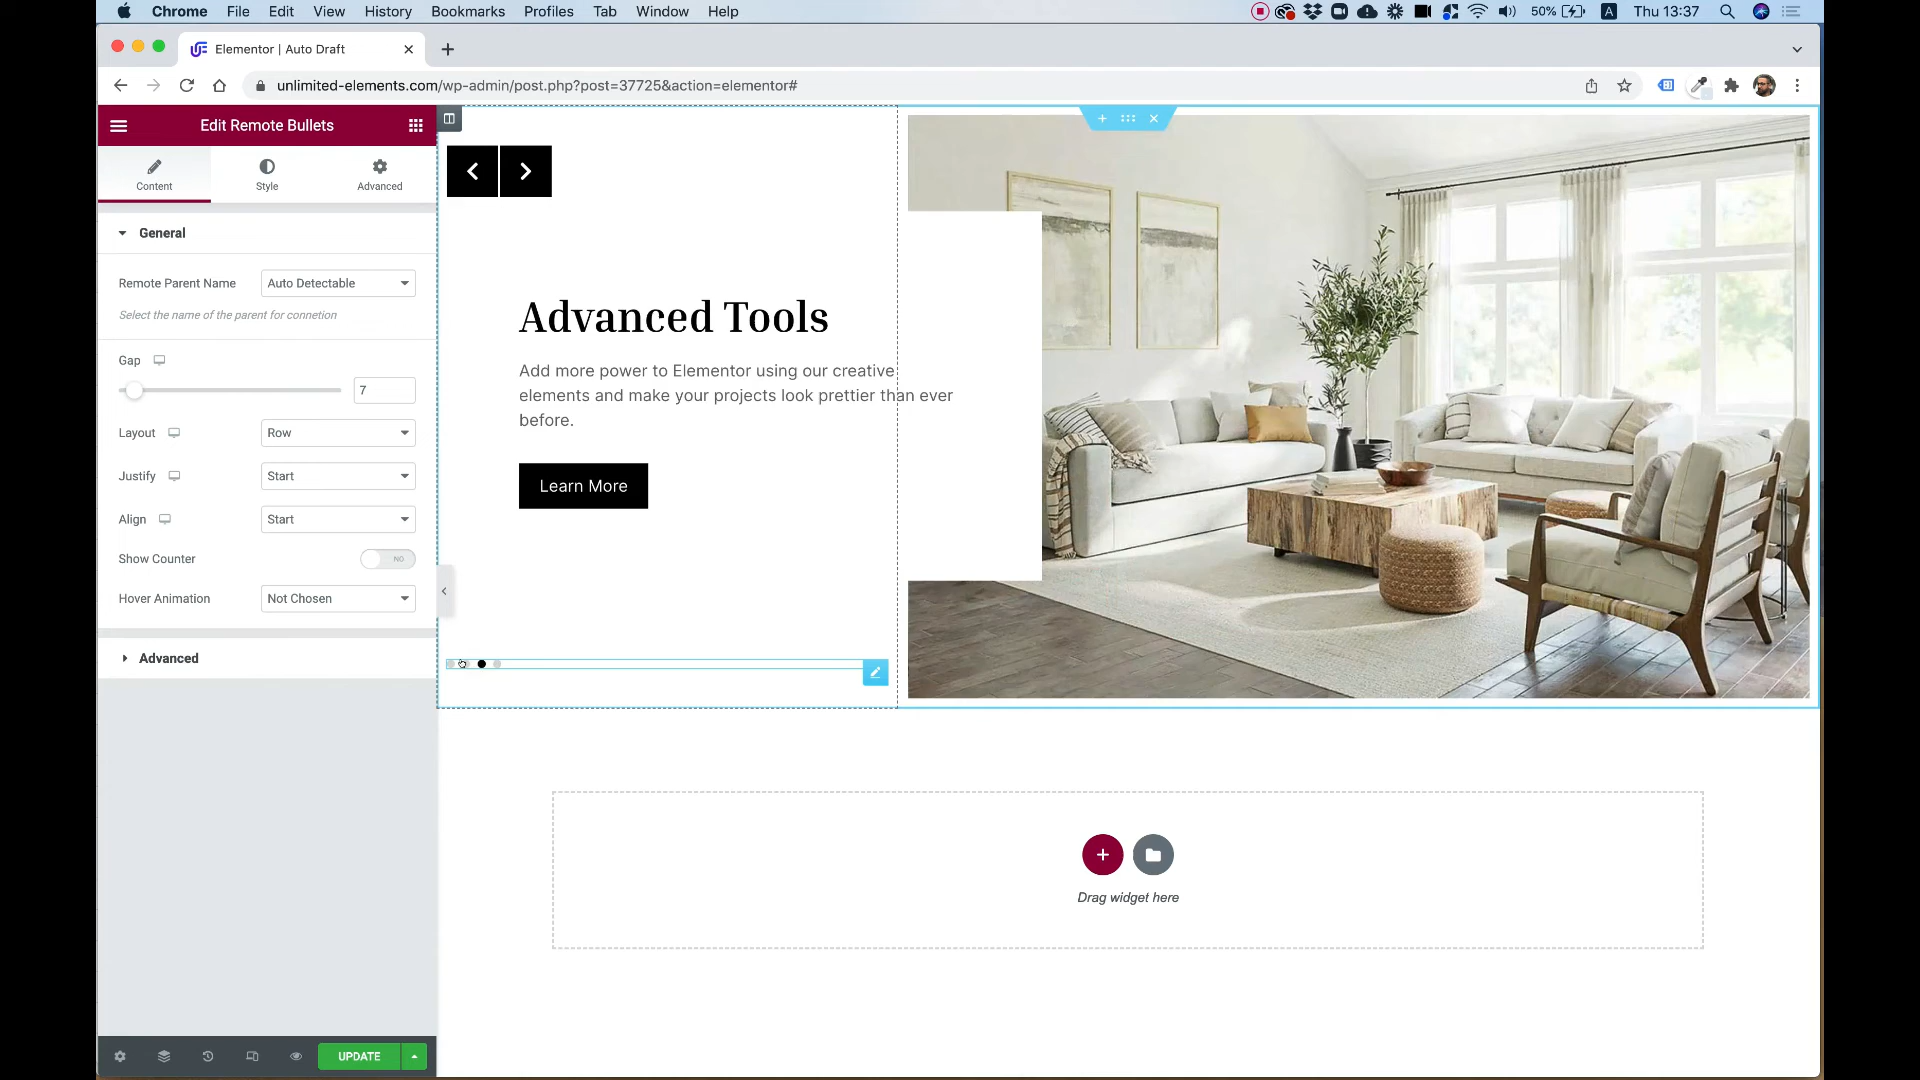 Chrome File Edit View History Bookmarks Profiles Tab Window Help
50% A Thu 13:37
Elementor | Auto Draft
unlimited-elements.com/wp-admin/post.php?post=37725&action=elementor#
Edit Remote Bullets
Content Style Advanced
General
Remote Parent Name Auto Detectable
Select the name of the parent for connetion
Gap 7
Layout Row
Justify Start
Align Start
Show Counter NO
Hover Animation Not Chosen
Advanced
UPDATE
Advanced Tools
Add more power to Elementor using our creative
elements and make your projects look prettier than ever
before.
Learn More
Drag widget here